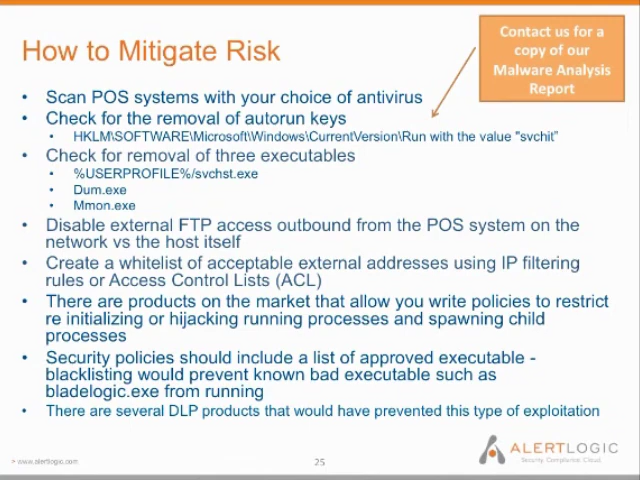 How to Mitigate Risk
Contact us for a
copy of our
Malware Analysis
Report
• Scan POS systems with your choice of antivirus
• Check for the removal of autorun keys
• HKLM\SOFTWARE\Microsoft\Windows\CurrentVersion\Run with the value "svchit"
• Check for removal of three executables
• %USERPROFILE%/svchst.exe
• Dum.exe
• Mmon.exe
• Disable external FTP access outbound from the POS system on the
network vs the host itself
• Create a whitelist of acceptable external addresses using IP filtering
rules or Access Control Lists (ACL)
• There are products on the market that allow you write policies to restrict
re initializing or hijacking running processes and spawning child
processes
• Security policies should include a list of approved executable -
blacklisting would prevent known bad executable such as
bladelogic.exe from running
• There are several DLP products that would have prevented this type of exploitation
> www.alertlogic.com
25
ALERTLOGIC
Security. Compliance. Cloud.